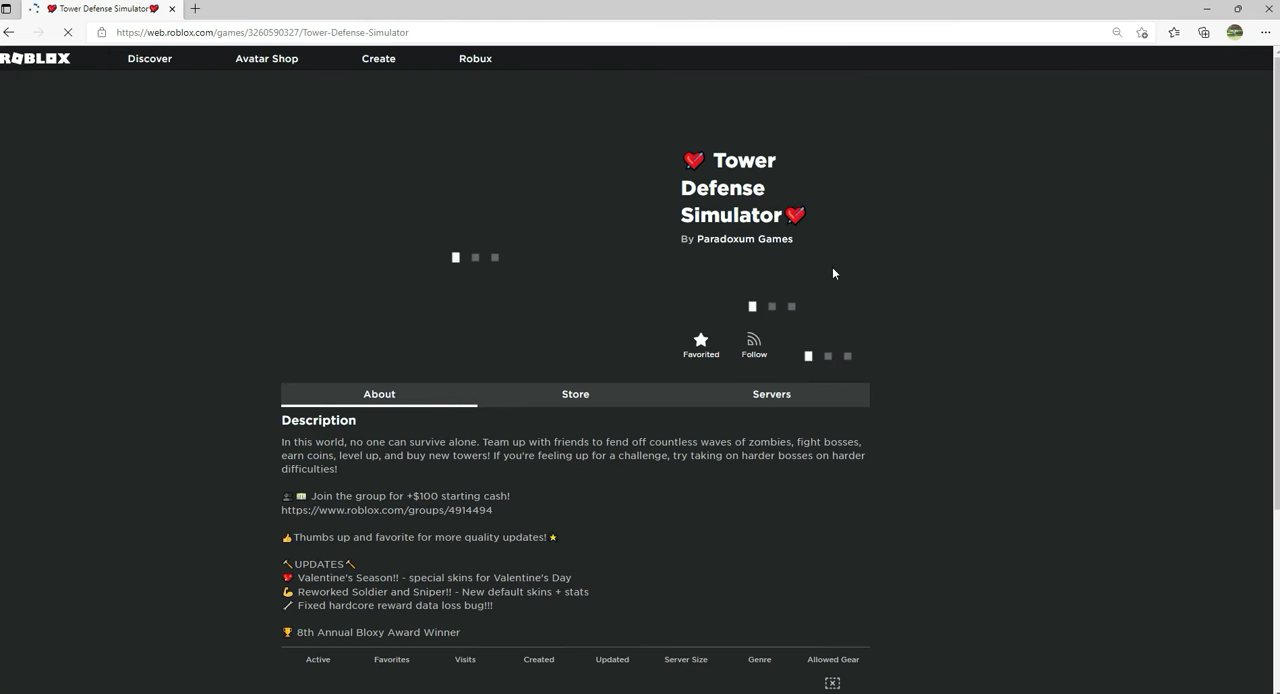 ❤️ Tower Defense Simulator❤️
https://web.roblox.com/games/3260590327/Tower-Defense-Simulator
ROBLOX
Discover
Avatar Shop
Create
Robux
💘 Tower
Defense
Simulator💘
By Paradoxum Games
Favorited
Follow
About
Store
Servers
Description
In this world, no one can survive alone. Team up with friends to fend off countless waves of zombies, fight bosses,
earn coins, level up, and buy new towers! If you're feeling up for a challenge, try taking on harder bosses on harder
difficulties!
👥 💵 Join the group for +$100 starting cash!
https://www.roblox.com/groups/4914494
👍Thumbs up and favorite for more quality updates!⭐
🔨UPDATES🔨
💘 Valentine's Season!! - special skins for Valentine's Day
💪 Reworked Soldier and Sniper!! - New default skins + stats
🔧 Fixed hardcore reward data loss bug!!!
🏆 8th Annual Bloxy Award Winner
Active
Favorites
Visits
Created
Updated
Server Size
Genre
Allowed Gear